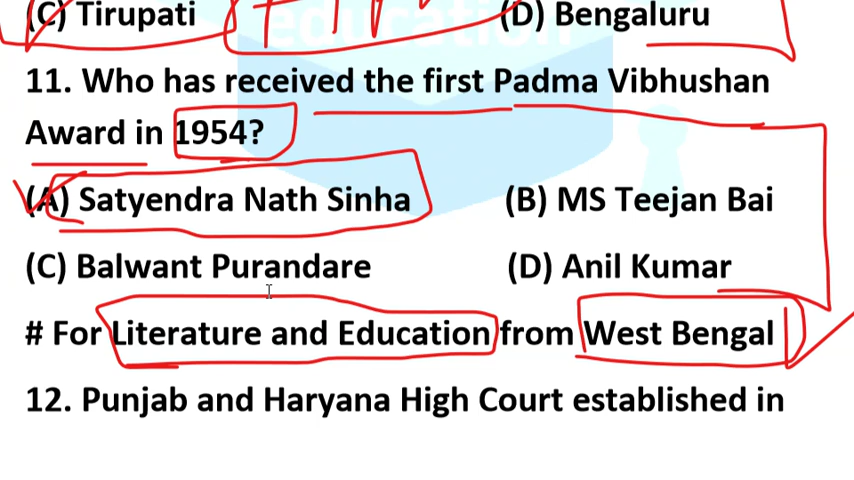 (C) Tirupati (D) Bengaluru
education
11. Who has received the first Padma Vibhushan
Award in 1954?
(A) Satyendra Nath Sinha (B) MS Teejan Bai
(C) Balwant Purandare (D) Anil Kumar
# For Literature and Education from West Bengal
12. Punjab and Haryana High Court established in